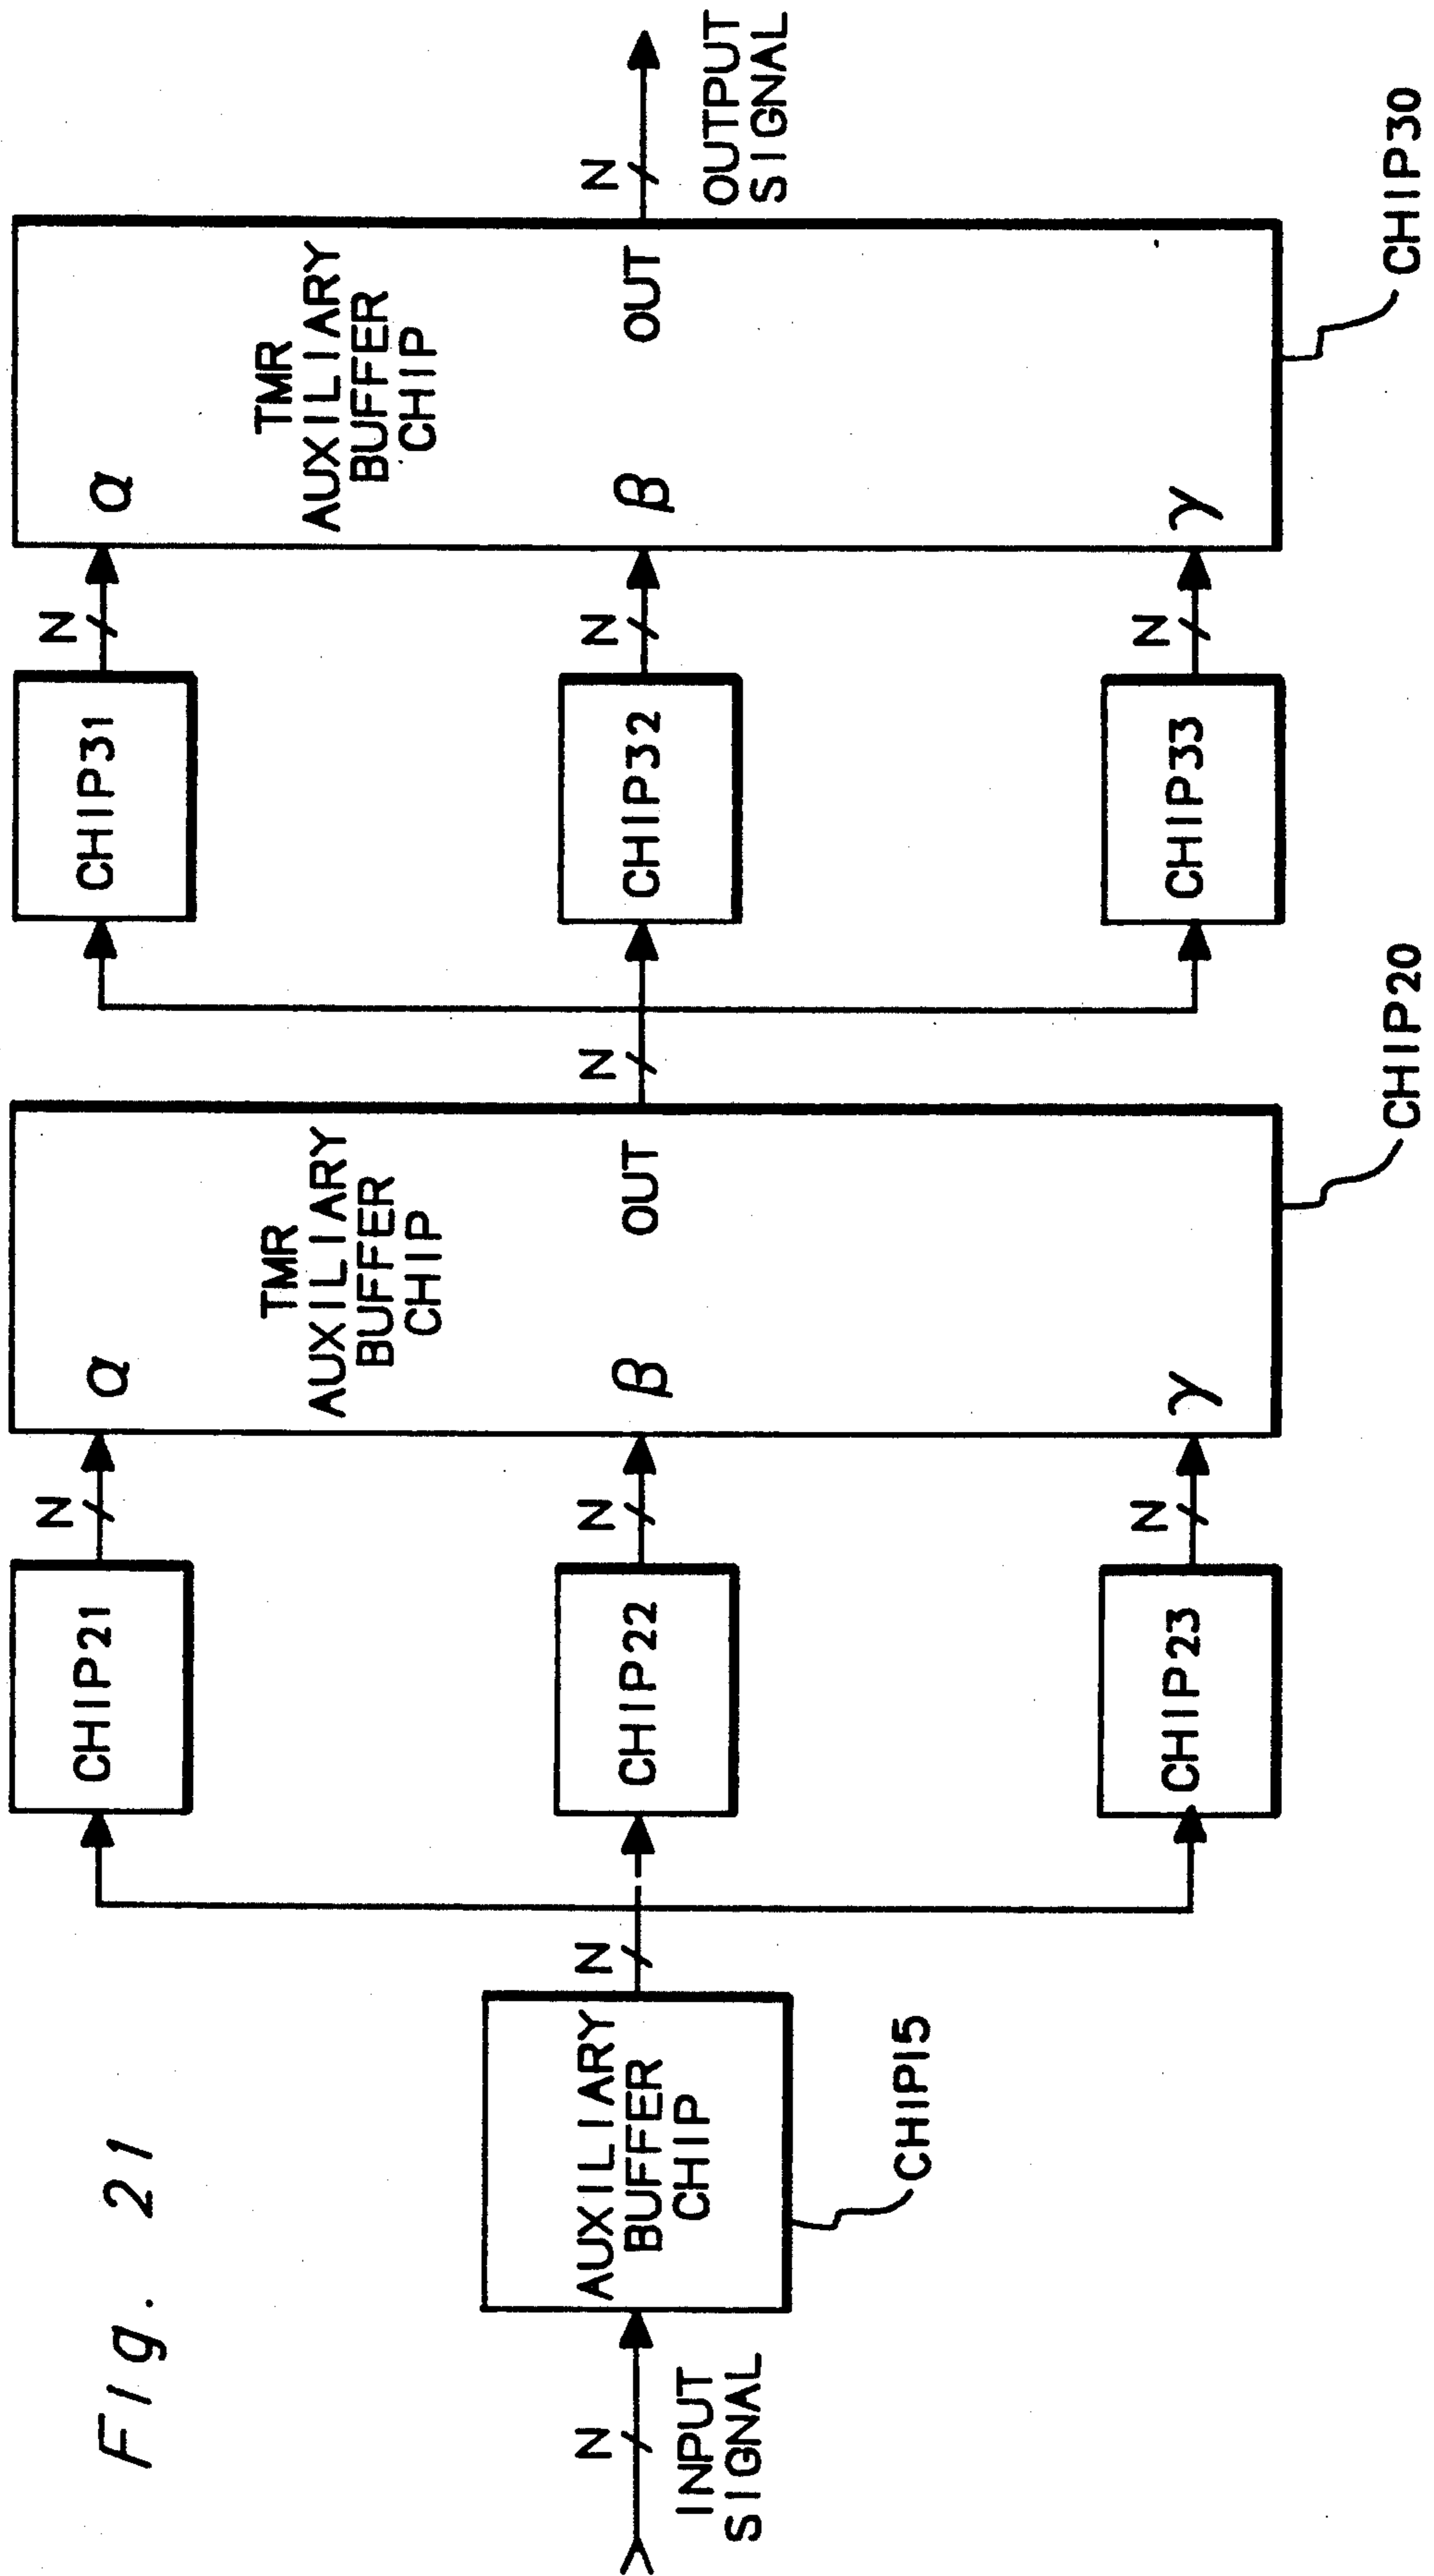 Fig. 21
N
INPUT
SIGNAL
AUXILIARY
BUFFER
CHIP
CHIP15
N
CHIP21
CHIP22
CHIP23
N
N
N
α
β
γ
TMR
AUXILIARY
BUFFER
CHIP
OUT
CHIP20
N
CHIP31
CHIP32
CHIP33
N
N
N
α
β
γ
TMR
AUXILIARY
BUFFER
CHIP
OUT
CHIP30
N
OUTPUT
SIGNAL